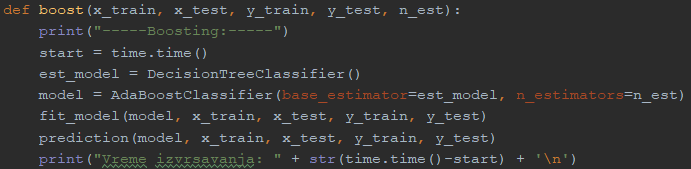 def boost(x_train, x_test, y_train, y_test, n_est):
    print("-----Boosting:-----")
    start = time.time()
    est_model = DecisionTreeClassifier()
    model = AdaBoostClassifier(base_estimator=est_model, n_estimators=n_est)
    fit_model(model, x_train, x_test, y_train, y_test)
    prediction(model, x_train, x_test, y_train, y_test)
    print("Vreme izvrsavanja: " + str(time.time()-start) + '\n')